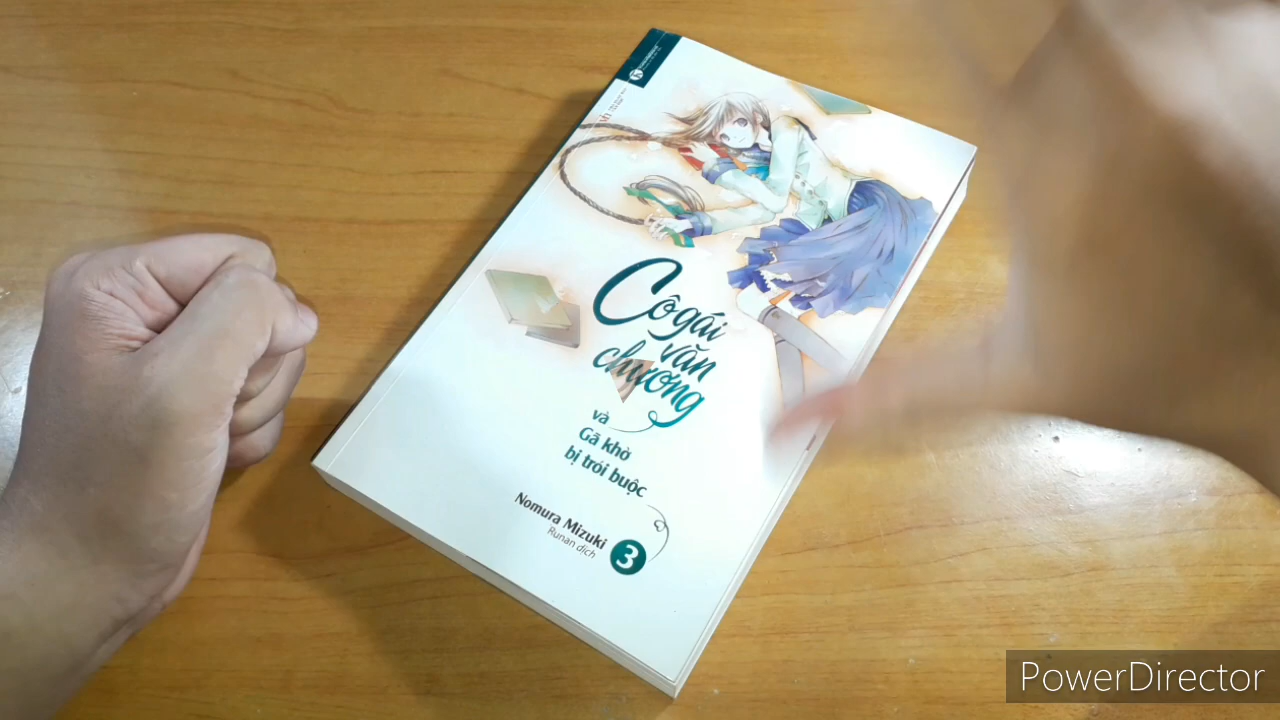 Cô gái
văn
chương
và
Gã khờ
bị trói buộc
Nomura Mizuki
Runan dịch
3
PowerDirector